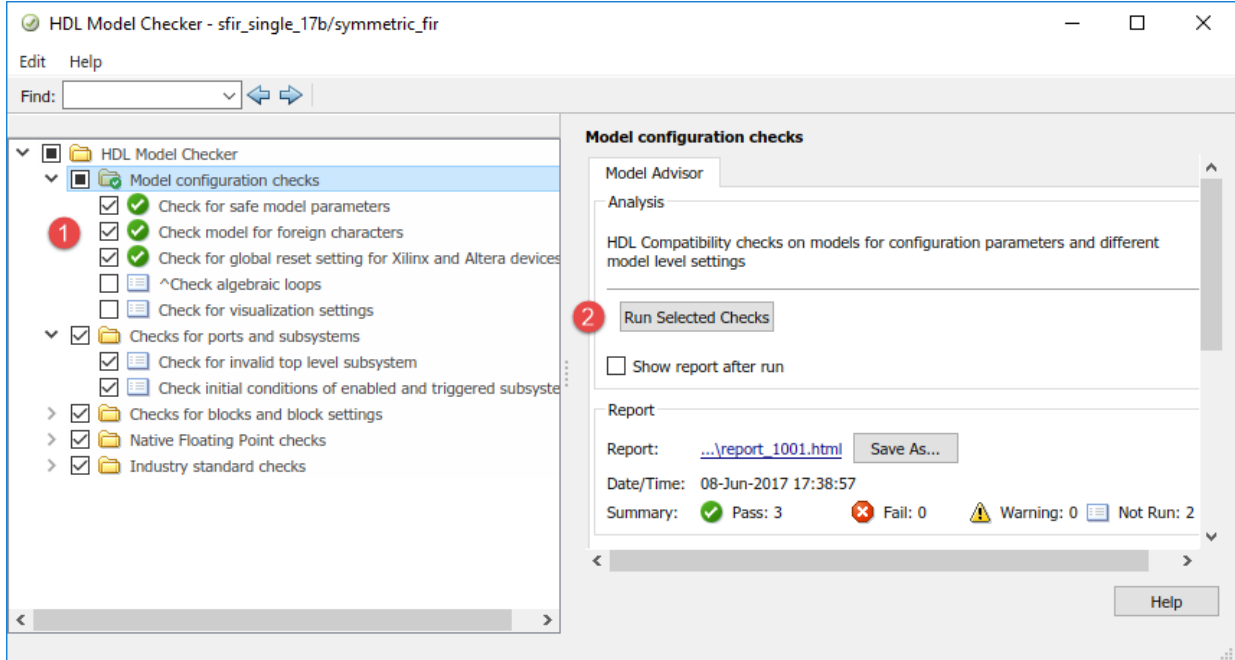 HDL Model Checker - sfir_single_17b/symmetric_fir
Edit Help
Find:
HDL Model Checker
Model configuration checks
Check for safe model parameters
1
Check model for foreign characters
Check for global reset setting for Xilinx and Altera devices
^Check algebraic loops
Check for visualization settings
Checks for ports and subsystems
Check for invalid top level subsystem
Check initial conditions of enabled and triggered subsyste
Checks for blocks and block settings
Native Floating Point checks
Industry standard checks
Model configuration checks
Model Advisor
Analysis
HDL Compatibility checks on models for configuration parameters and different
model level settings
2 Run Selected Checks
Show report after run
Report
Report: ...\report_1001.html Save As...
Date/Time: 08-Jun-2017 17:38:57
Summary: Pass: 3 Fail: 0 Warning: 0 Not Run: 2
Help